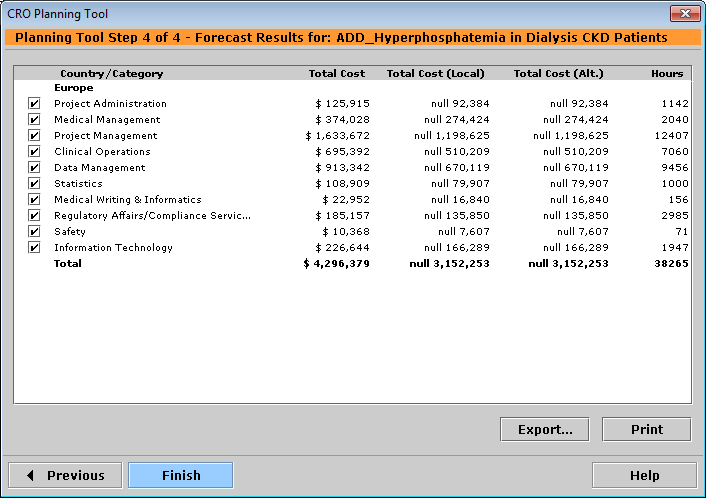 CRO Planning Tool
Planning Tool Step 4 of 4 - Forecast Results for: ADD_Hyperphosphatemia in Dialysis CKD Patients
Country/Category Total Cost Total Cost (Local) Total Cost (Alt.) Hours
Europe
Project Administration $ 125,915 null 92,384 null 92,384 1142
Medical Management $ 374,028 null 274,424 null 274,424 2040
Project Management $ 1,633,672 null 1,198,625 null 1,198,625 12407
Clinical Operations $ 695,392 null 510,209 null 510,209 7060
Data Management $ 913,342 null 670,119 null 670,119 9456
Statistics $ 108,909 null 79,907 null 79,907 1000
Medical Writing & Informatics $ 22,952 null 16,840 null 16,840 156
Regulatory Affairs/Compliance Servic... $ 185,157 null 135,850 null 135,850 2985
Safety $ 10,368 null 7,607 null 7,607 71
Information Technology $ 226,644 null 166,289 null 166,289 1947
Total $ 4,296,379 null 3,152,253 null 3,152,253 38265
Export... Print
Previous Finish Help